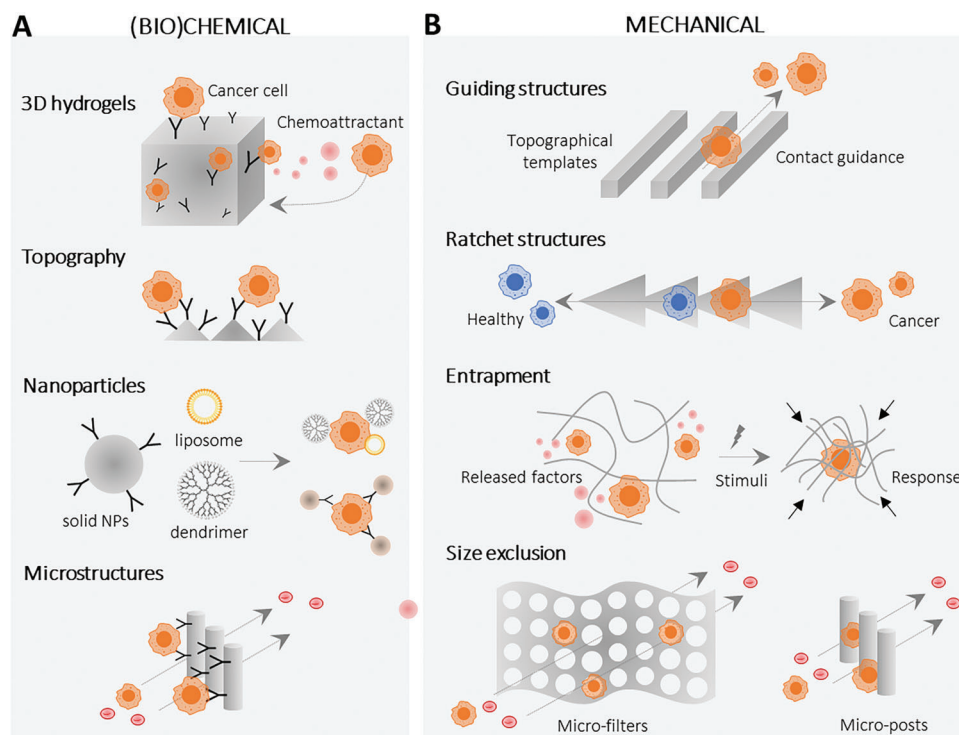 A
(BIO)CHEMICAL
3D hydrogels
Cancer cell
Chemoattractant
Topography
Nanoparticles
liposome
solid NPs
dendrimer
Microstructures
B
MECHANICAL
Guiding structures
Topographical
templates
Contact guidance
Ratchet structures
Healthy
Cancer
Entrapment
Released factors
Stimuli
Response
Size exclusion
Micro-filters
Micro-posts